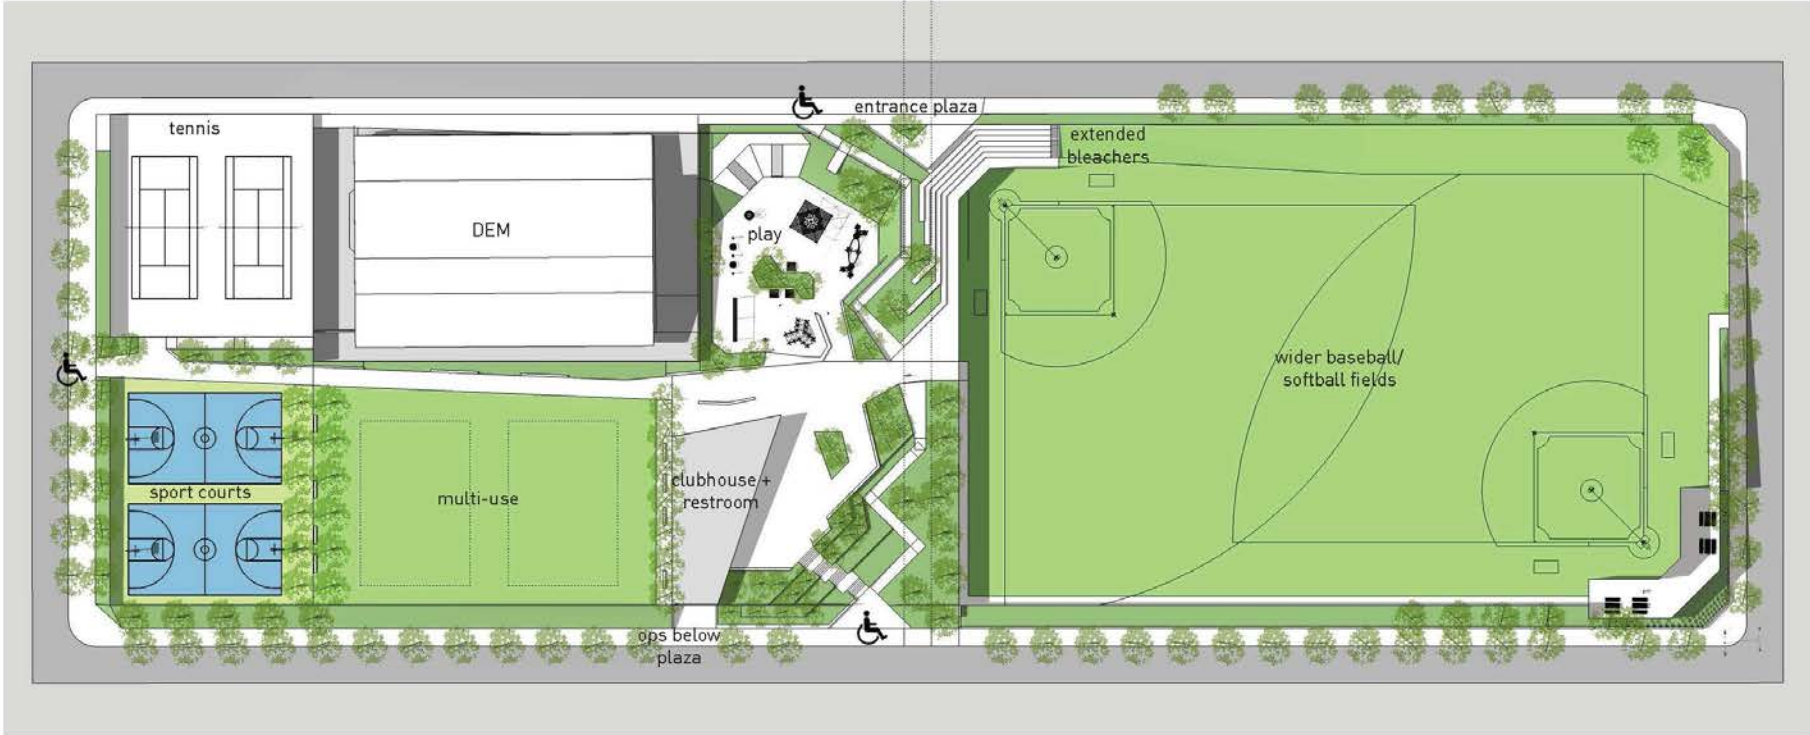 entrance plaza
tennis
extended
bleachers
DEM
play
wider baseball/
softball fields
sport courts
multi-use
clubhouse +
restroom
ops below
plaza